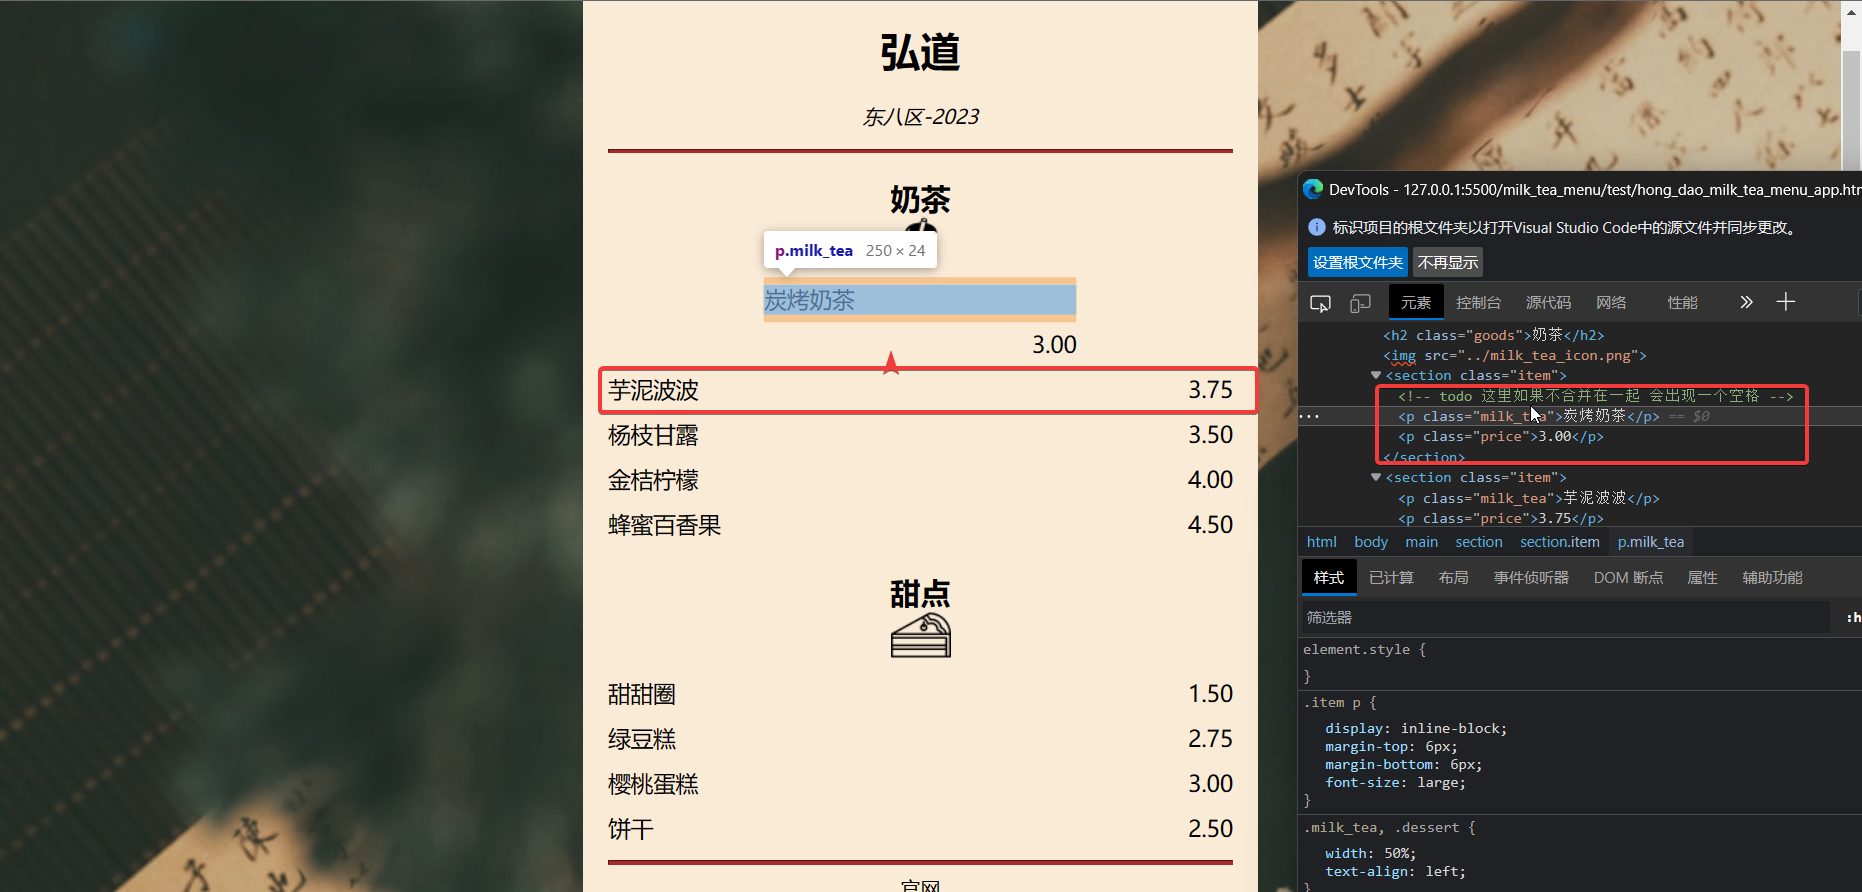 弘道
东八区-2023
奶茶
p.milk_tea 250 × 24
炭烤奶茶
3.00
芋泥波波 3.75
杨枝甘露 3.50
金桔柠檬 4.00
蜂蜜百香果 4.50
甜点
甜甜圈 1.50
绿豆糕 2.75
樱桃蛋糕 3.00
饼干 2.50
官网
DevTools - 127.0.0.1:5500/milk_tea_menu/test/hong_dao_milk_tea_menu_app.htm
标识项目的根文件夹以打开Visual Studio Code中的源文件并同步更改。
设置根文件夹 不再显示
元素 控制台 源代码 网络 性能
<h2 class="goods">奶茶</h2>
<img src="../milk_tea_icon.png">
<section class="item">
<!-- todo 这里如果不合并在一起 会出现一个空格 -->
<p class="milk_tea">炭烤奶茶</p> == $0
<p class="price">3.00</p>
</section>
<section class="item">
<p class="milk_tea">芋泥波波</p>
<p class="price">3.75</p>
html body main section section.item p.milk_tea
样式 已计算 布局 事件侦听器 DOM 断点 属性 辅助功能
筛选器 :h
element.style {
}
.item p {
display: inline-block;
margin-top: 6px;
margin-bottom: 6px;
font-size: large;
}
.milk_tea, .dessert {
width: 50%;
text-align: left;
}